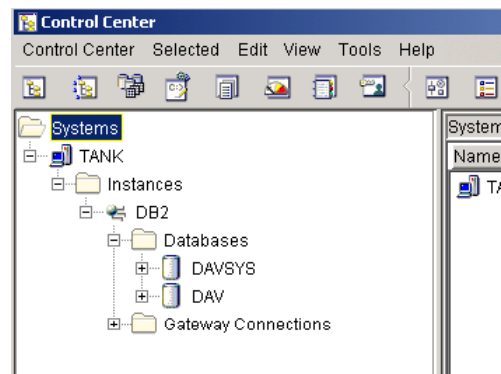 Control Center
Control Center Selected Edit View Tools Help
Systems
TANK
Instances
DB2
Databases
DAVSYS
DAV
Gateway Connections
System
Name